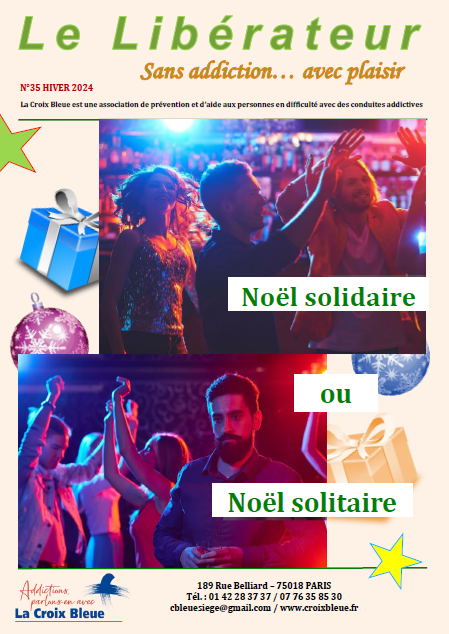 Le Libérateur
Sans addiction… avec plaisir
N°35 HIVER 2024
La Croix Bleue est une association de prévention et d'aide aux personnes en difficulté avec des conduites addictives
Noël solidaire
ou
Noël solitaire
Addictions,
parlons-en avec
La Croix Bleue
189 Rue Belliard – 75018 PARIS
Tél. : 01 42 28 37 37 / 07 76 35 85 30
cbleuesiege@gmail.com / www.croixbleue.fr